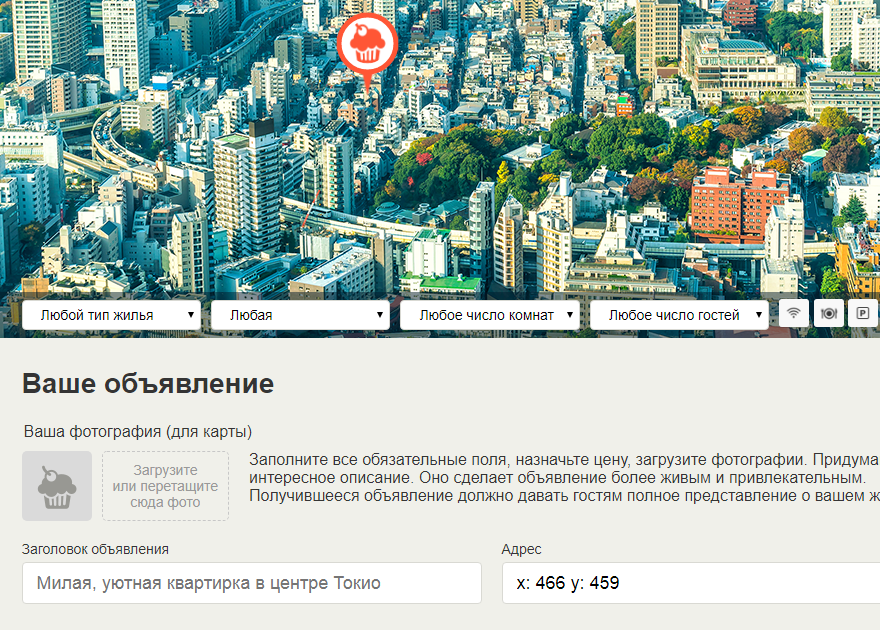 Любой тип жилья
Любая
Любое число комнат
Любое число гостей
P
Ваше объявление
Ваша фотография (для карты)
Загрузите
или перетащите
сюда фото
Заполните все обязательные поля, назначьте цену, загрузите фотографии. Придума
интересное описание. Оно сделает объявление более живым и привлекательным.
Получившееся объявление должно давать гостям полное представление о вашем ж
Заголовок объявления
Адрес
Милая, уютная квартирка в центре Токио
x: 466 y: 459